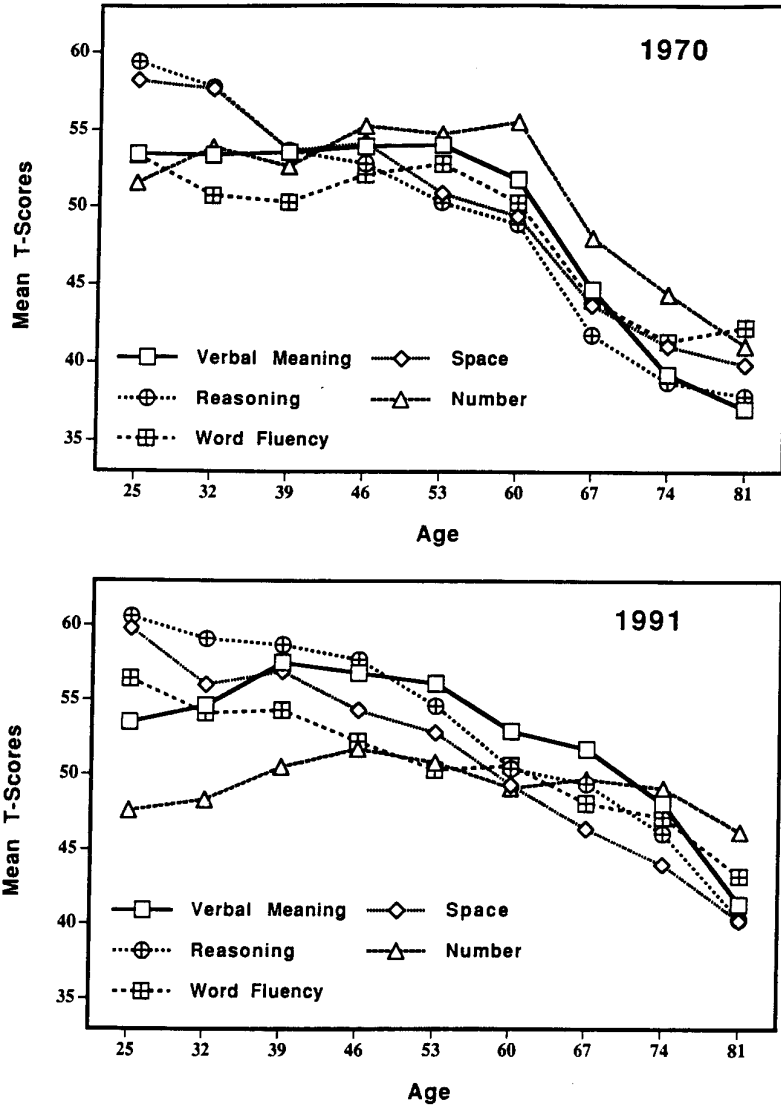 1970
60
55
50
45
40
35
Mean T-Scores
Verbal Meaning Space
Reasoning Number
Word Fluency
25 32 39 46 53 60 67 74 81
Age
1991
60
55
50
45
40
35
Mean T-Scores
Verbal Meaning Space
Reasoning Number
Word Fluency
25 32 39 46 53 60 67 74 81
Age